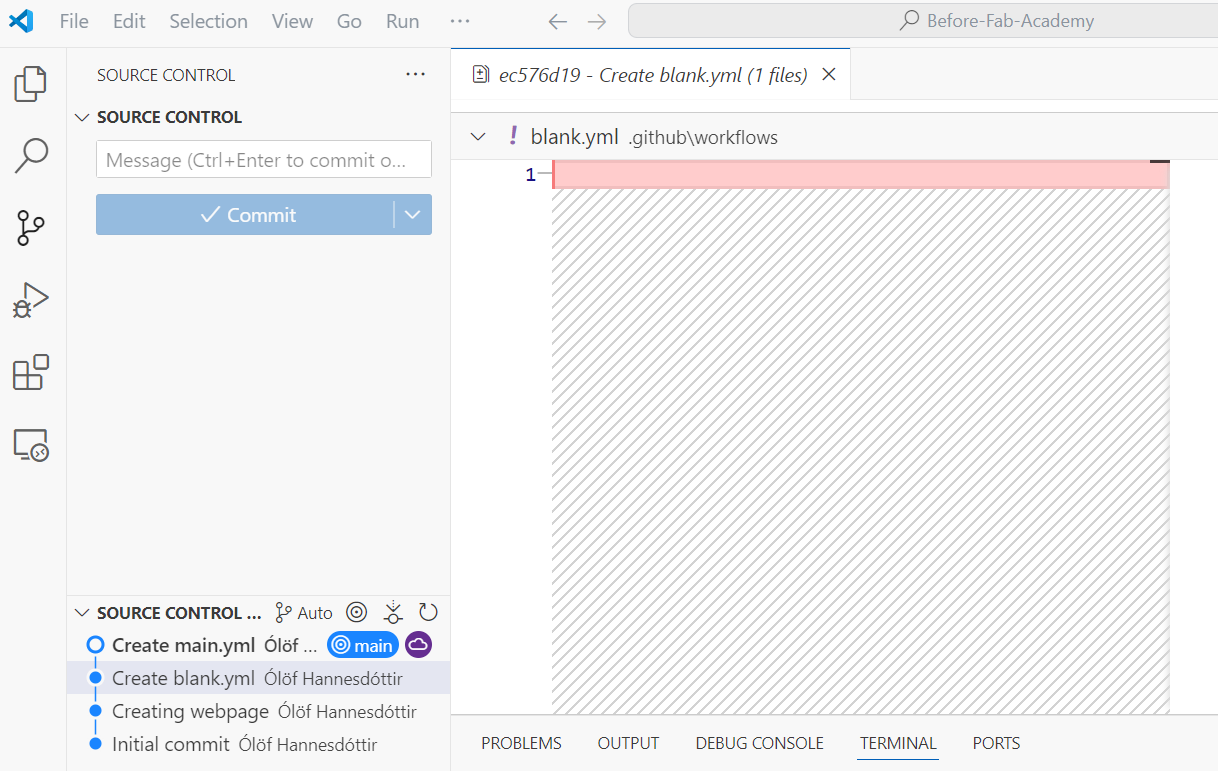 File Edit Selection View Go Run ···
Before-Fab-Academy
SOURCE CONTROL ···
SOURCE CONTROL
Message (Ctrl+Enter to commit o...
Commit
ec576d19 - Create blank.yml (1 files)
! blank.yml .github\workflows
1
SOURCE CONTROL ... Auto
Create main.yml Ólöf ... main
Create blank.yml Ólöf Hannesdóttir
Creating webpage Ólöf Hannesdóttir
Initial commit Ólöf Hannesdóttir
PROBLEMS OUTPUT DEBUG CONSOLE TERMINAL PORTS